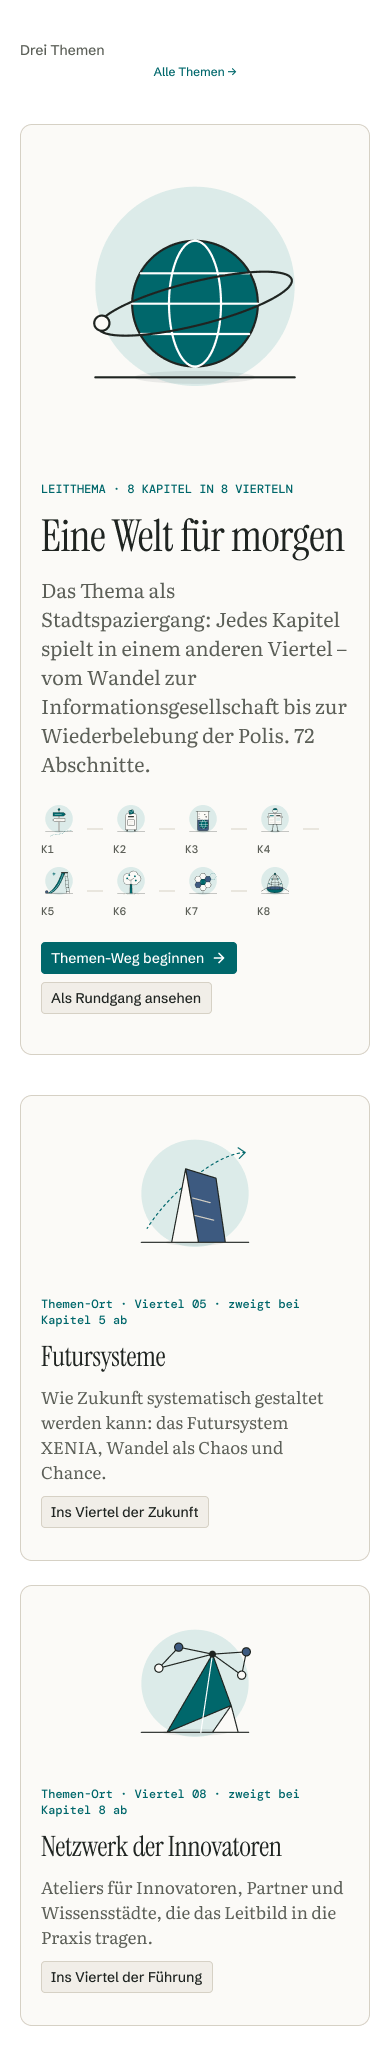 Drei Themen
Alle Themen →
LEITTHEMA · 8 KAPITEL IN 8 VIERTELN
Eine Welt für morgen
Das Thema als
Stadtspaziergang: Jedes Kapitel
spielt in einem anderen Viertel –
vom Wandel zur
Informationsgesellschaft bis zur
Wiederbelebung der Polis. 72
Abschnitte.
K1 K2 K3 K4
K5 K6 K7 K8
Themen-Weg beginnen →
Als Rundgang ansehen
Themen-Ort · Viertel 05 · zweigt bei
Kapitel 5 ab
Futursysteme
Wie Zukunft systematisch gestaltet
werden kann: das Futursystem
XENIA, Wandel als Chaos und
Chance.
Ins Viertel der Zukunft
Themen-Ort · Viertel 08 · zweigt bei
Kapitel 8 ab
Netzwerk der Innovatoren
Ateliers für Innovatoren, Partner und
Wissensstädte, die das Leitbild in die
Praxis tragen.
Ins Viertel der Führung